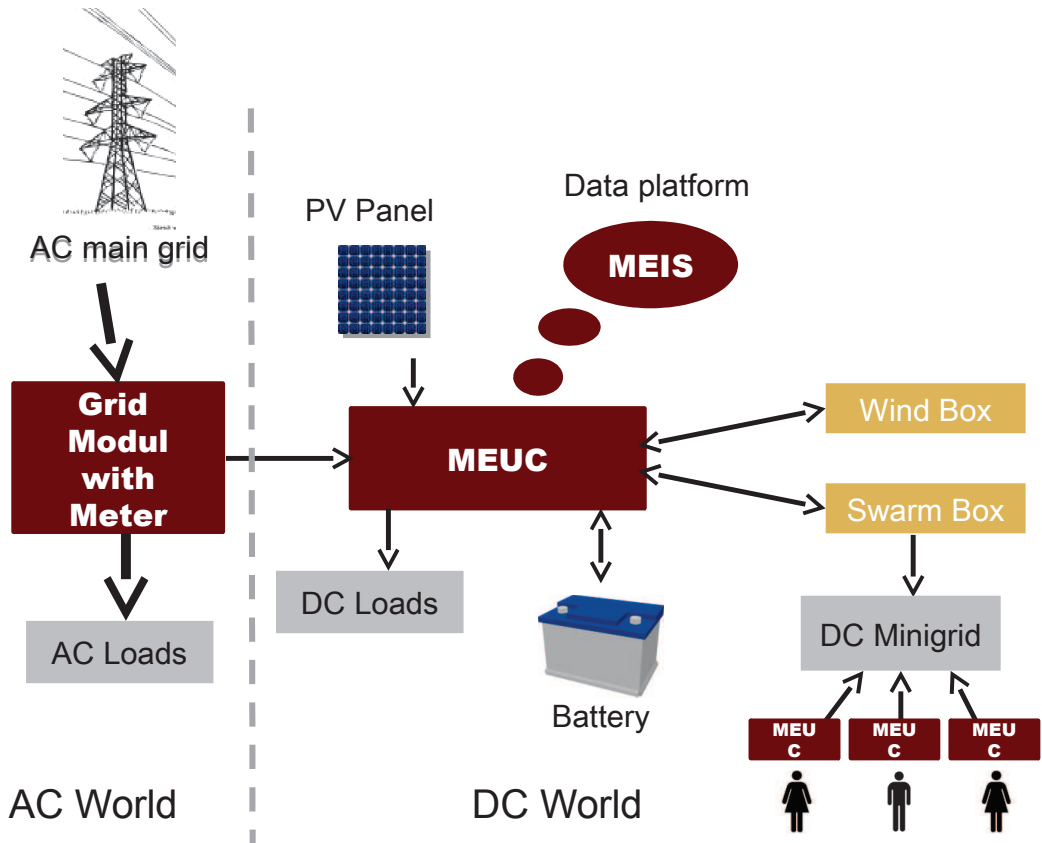 AC main grid
Grid
Modul
with
Meter
AC Loads
AC World
PV Panel
Data platform
MEIS
MEUC
Wind Box
Swarm Box
DC Loads
DC Minigrid
Battery
MEU
C
MEU
C
MEU
C
DC World